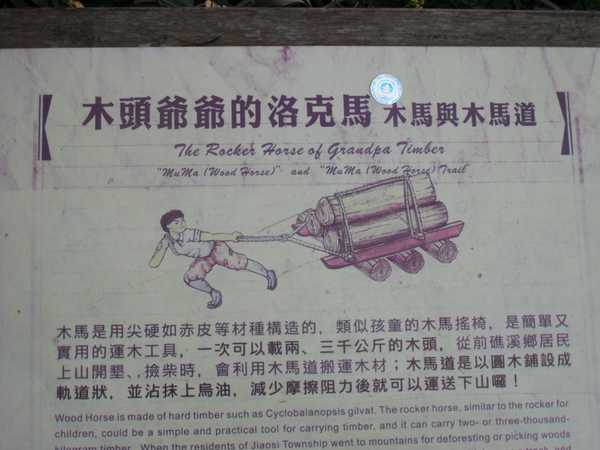 木頭爺爺的洛克馬 木馬與木馬道
The Rocker Horse of Grandpa Timber
"MuMa (Wood Horse)" and "MuMa (Wood Horse) Trail
木馬是用尖硬如赤皮等材種構造的，類似孩童的木馬搖椅，是簡單又
實用的運木工具，一次可以載兩、三千公斤的木頭，從前礁溪鄉居民
上山開墾、撿柴時，會利用木馬道搬運木材；木馬道是以圓木鋪設成
軌道狀，並沾抹上烏油，減少摩擦阻力後就可以運送下山囉！
Wood Horse is made of hard timber such as Cyclobalanopsis gilvat. The rocker horse, similar to the rocker for
children, could be a simple and practical tool for carrying timber, and it can carry two- or three-thousand-
kilogram timber. When the residents of Jiaosi Township went to mountains for deforesting or picking woods